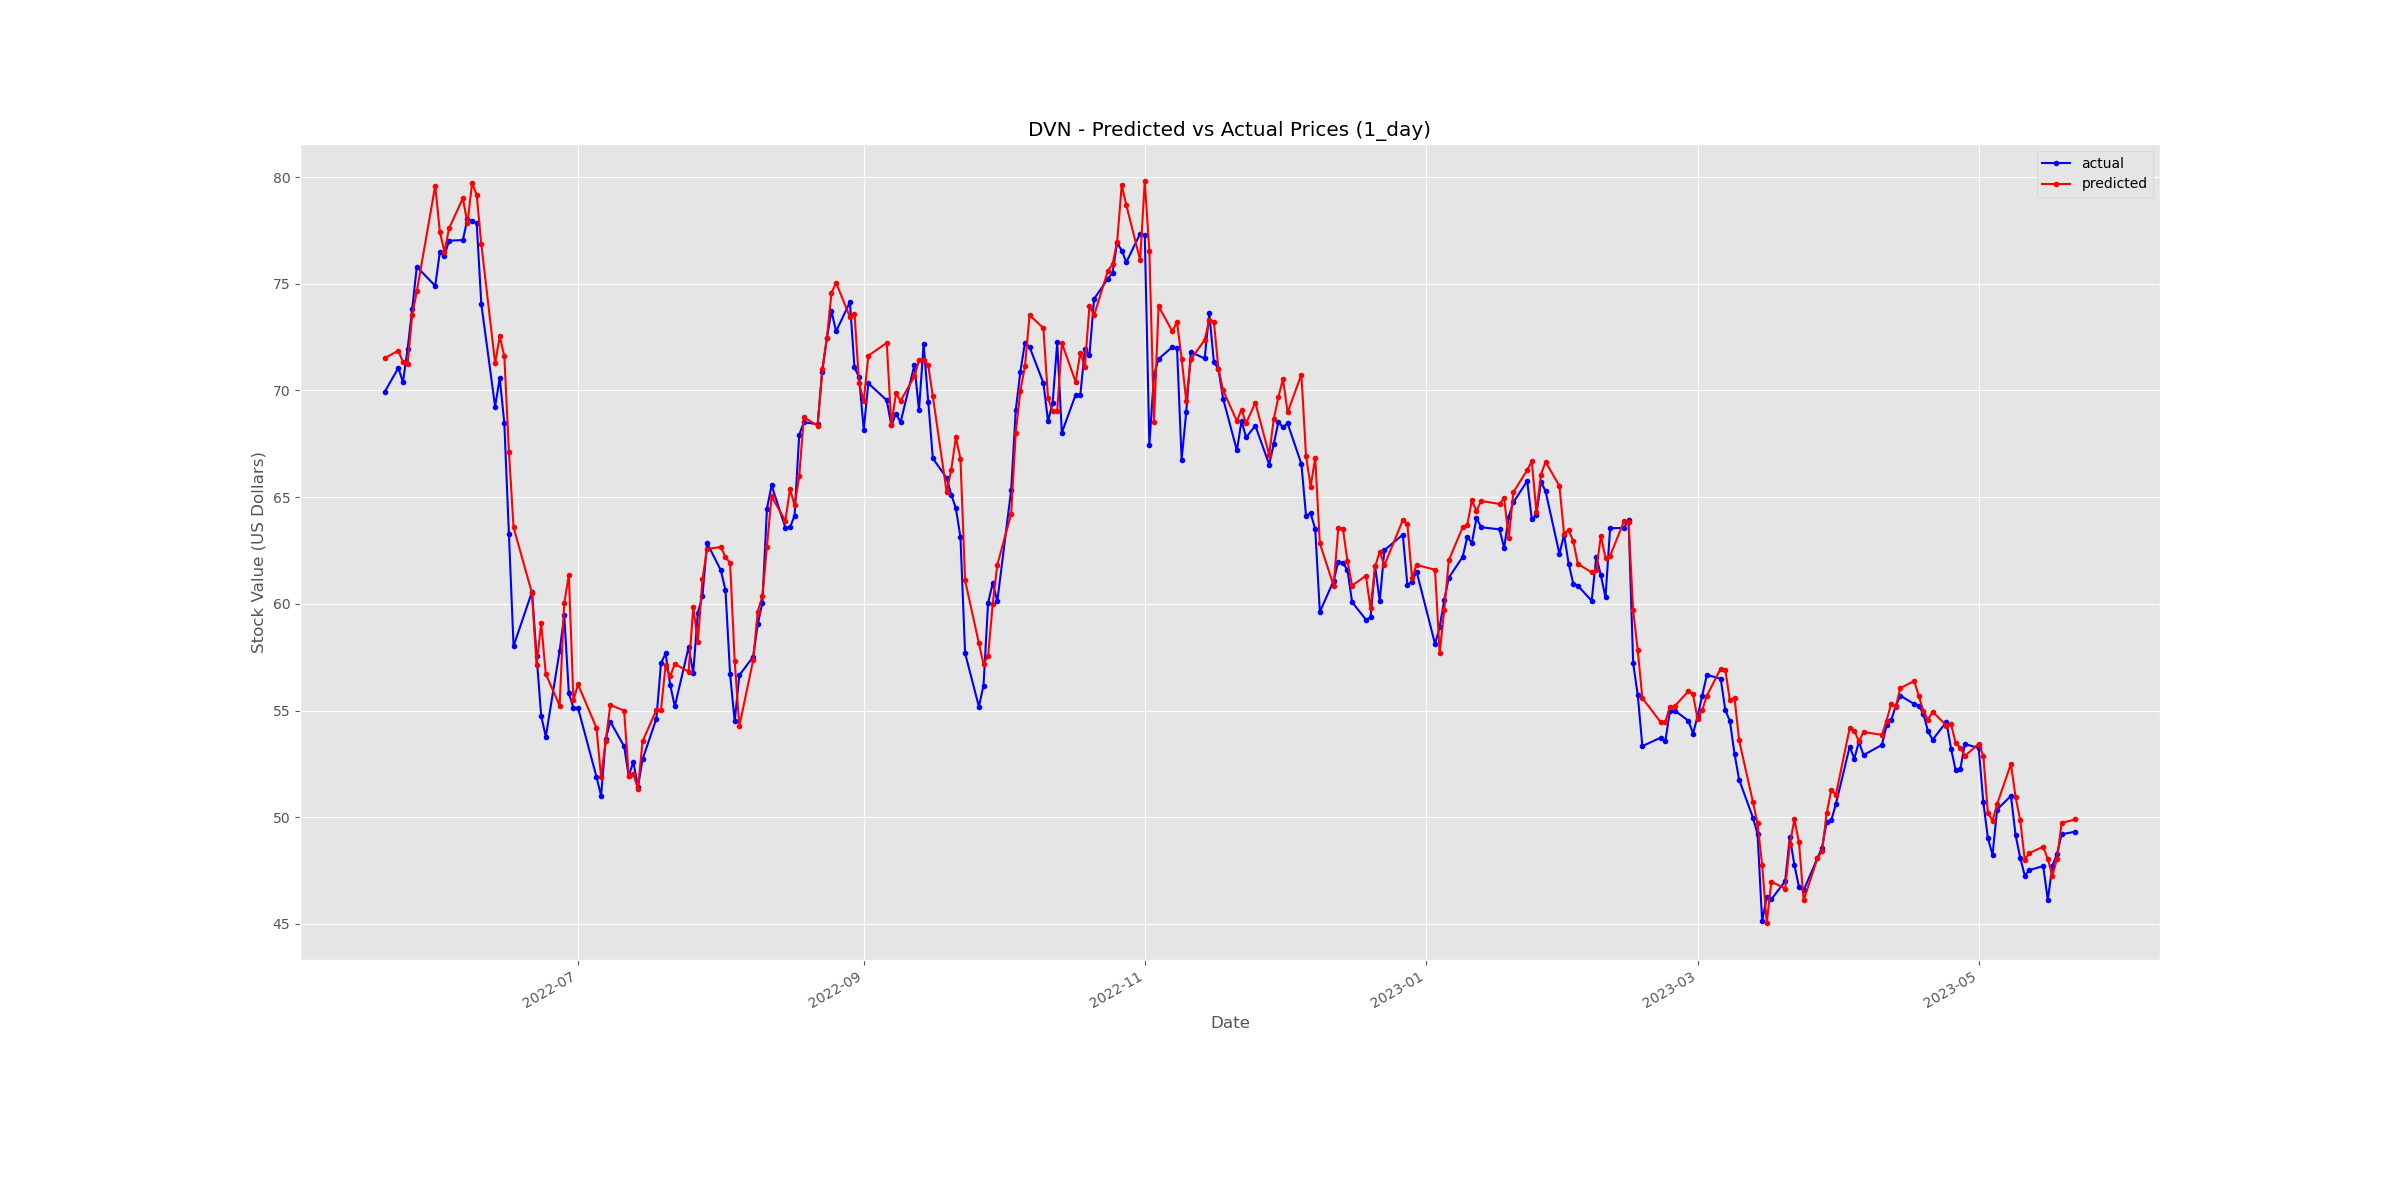 DVN - Predicted vs Actual Prices (1_day)
actual
predicted
80
75
70
65
60
55
50
45
Stock Value (US Dollars)
2022-07
2022-09
2022-11
2023-01
2023-03
2023-05
Date